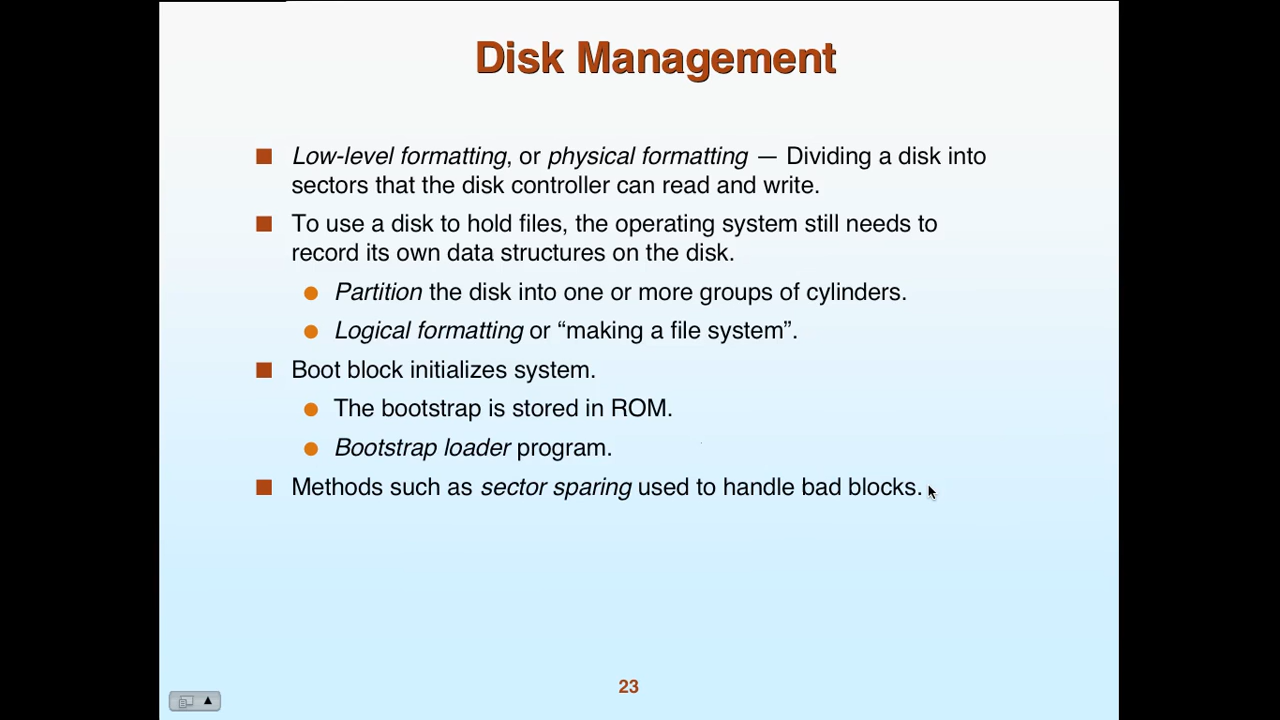 Disk Management
Low-level formatting, or physical formatting — Dividing a disk into
sectors that the disk controller can read and write.
To use a disk to hold files, the operating system still needs to
record its own data structures on the disk.
Partition the disk into one or more groups of cylinders.
Logical formatting or “making a file system”.
Boot block initializes system.
The bootstrap is stored in ROM.
Bootstrap loader program.
Methods such as sector sparing used to handle bad blocks.
23